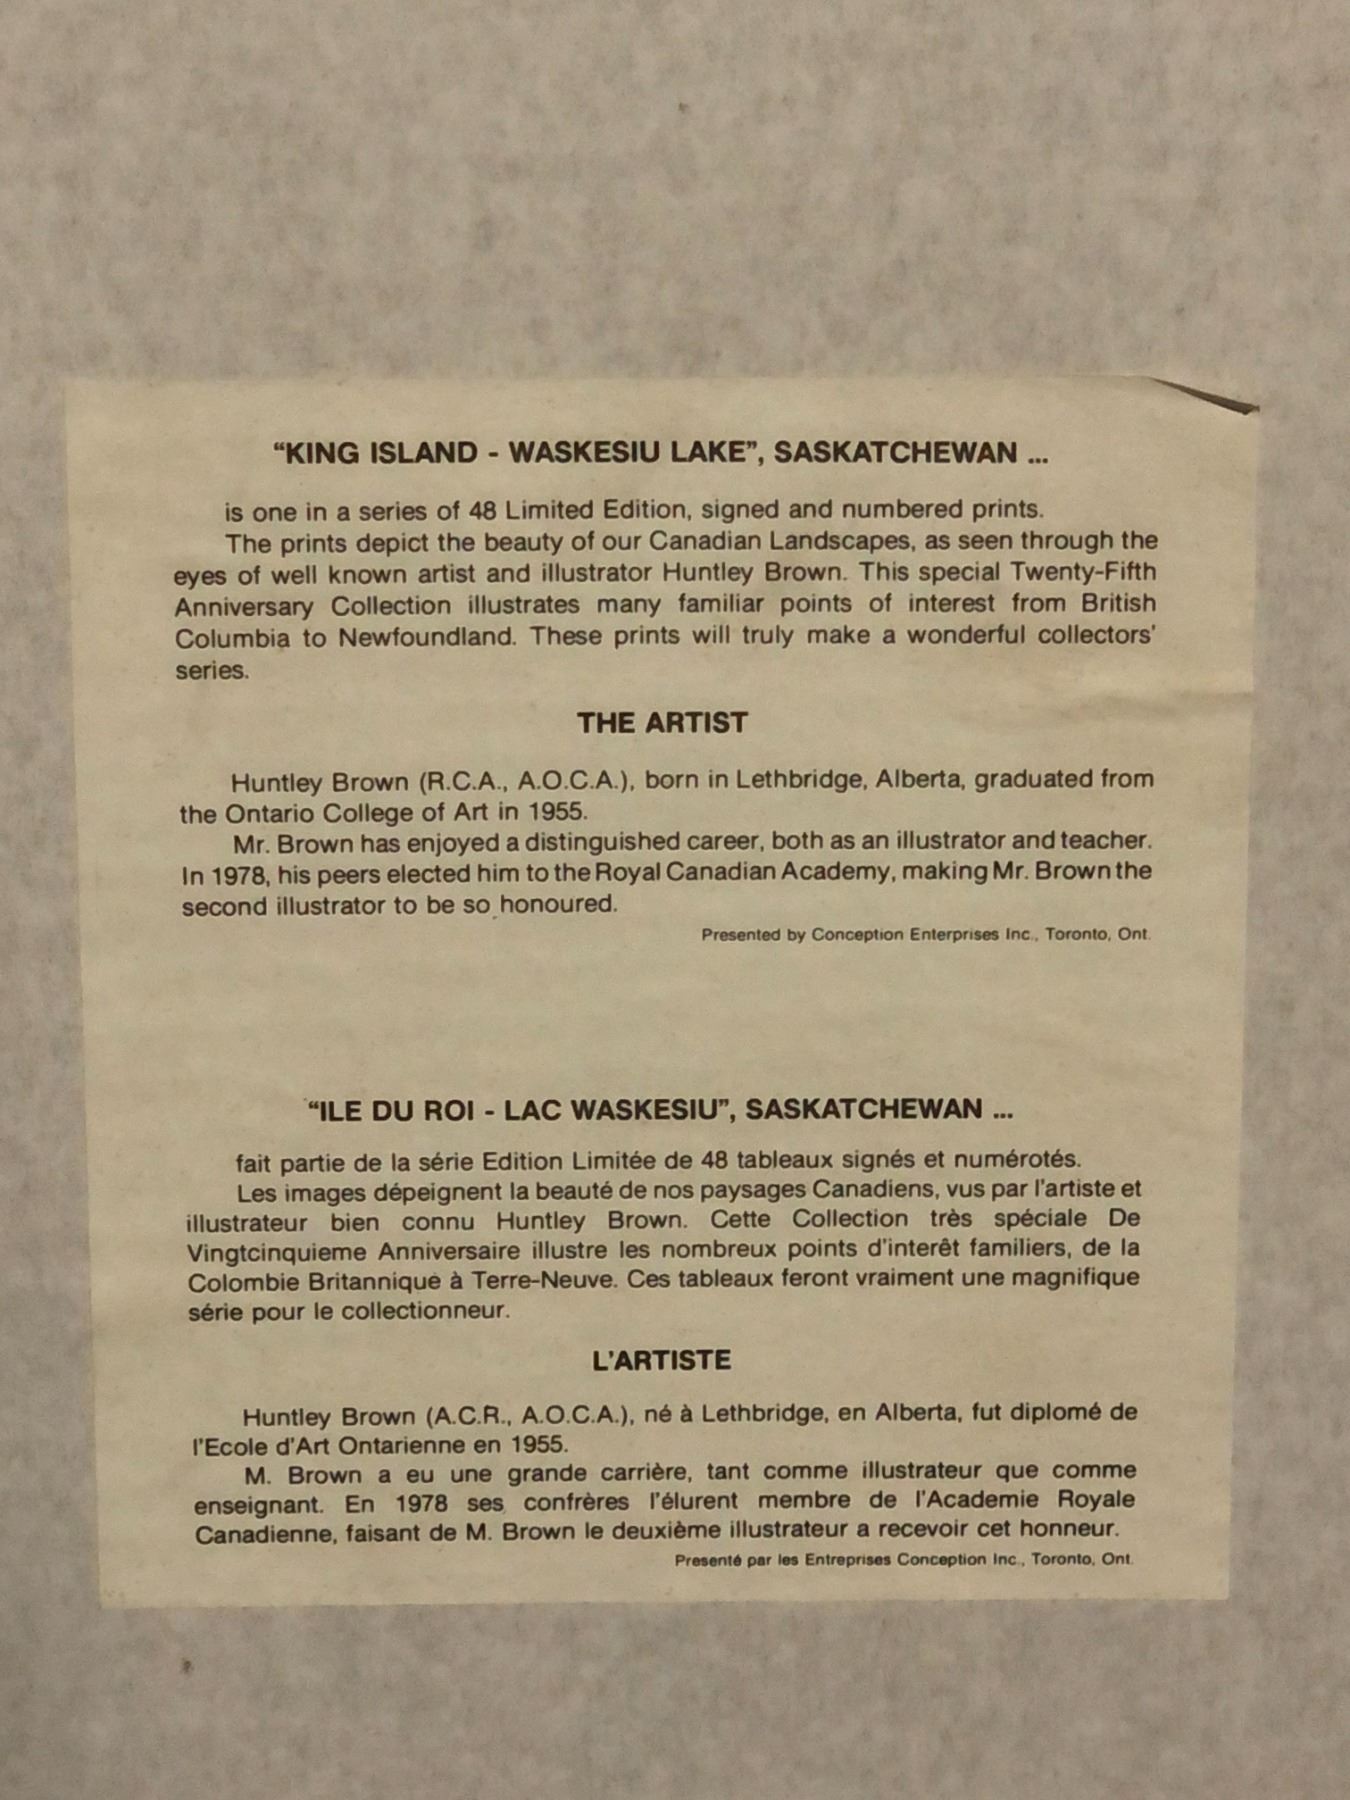 “KING ISLAND - WASKESIU LAKE”, SASKATCHEWAN ...
is one in a series of 48 Limited Edition, signed and numbered prints.
The prints depict the beauty of our Canadian Landscapes, as seen through the
eyes of well known artist and illustrator Huntley Brown. This special Twenty-Fifth
Anniversary Collection illustrates many familiar points of interest from British
Columbia to Newfoundland. These prints will truly make a wonderful collectors’
series.
THE ARTIST
Huntley Brown (R.C.A., A.O.C.A.), born in Lethbridge, Alberta, graduated from
the Ontario College of Art in 1955.
Mr. Brown has enjoyed a distinguished career, both as an illustrator and teacher.
In 1978, his peers elected him to the Royal Canadian Academy, making Mr. Brown the
second illustrator to be so honoured.
Presented by Conception Enterprises Inc., Toronto, Ont.
“ILE DU ROI - LAC WASKESIU”, SASKATCHEWAN ...
fait partie de la série Edition Limitée de 48 tableaux signés et numérotés.
Les images dépeignent la beauté de nos paysages Canadiens, vus par l’artiste et
illustrateur bien connu Huntley Brown. Cette Collection très spéciale De
Vingtcinquieme Anniversaire illustre les nombreux points d’interêt familiers, de la
Colombie Britannique à Terre-Neuve. Ces tableaux feront vraiment une magnifique
série pour le collectionneur.
L’ARTISTE
Huntley Brown (A.C.R., A.O.C.A.), né à Lethbridge, en Alberta, fut diplomé de
l’Ecole d’Art Ontarienne en 1955.
M. Brown a eu une grande carrière, tant comme illustrateur que comme
enseignant. En 1978 ses confrères l’élurent membre de l’Academie Royale
Canadienne, faisant de M. Brown le deuxième illustrateur a recevoir cet honneur.
Presenté par les Entreprises Conception Inc., Toronto, Ont.